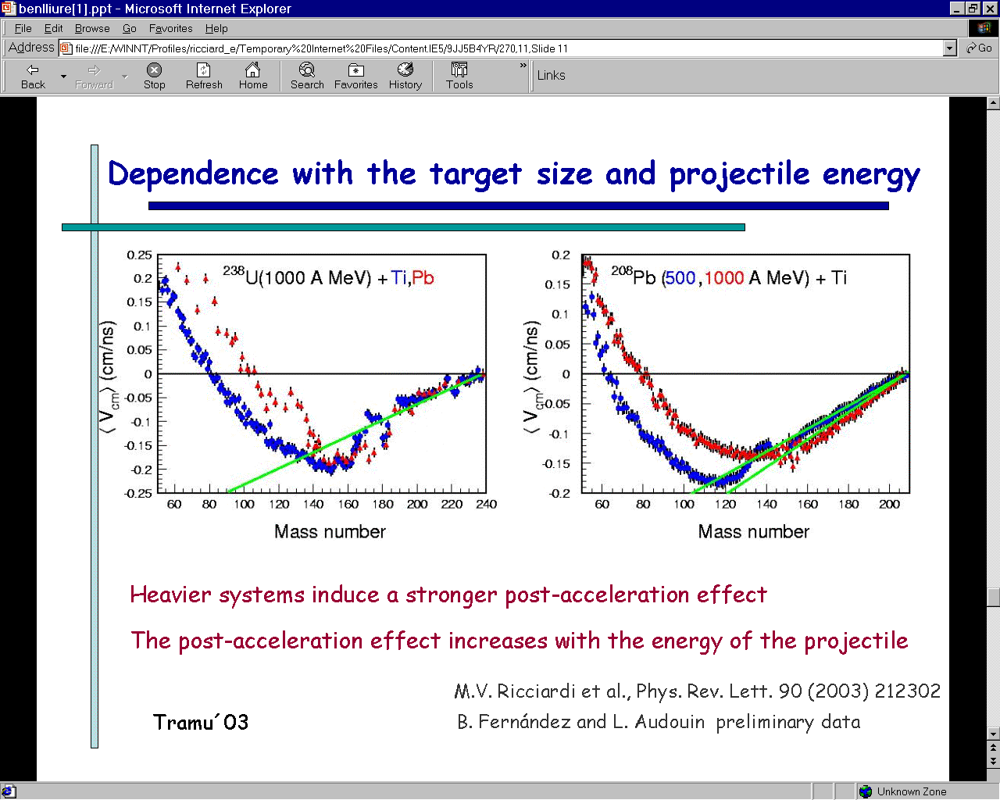 benlliure[1].ppt - Microsoft Internet Explorer
File Edit Browse Go Favorites Help
Address file:///E:/WINNT/Profiles/ricciard_e/Temporary%20Internet%20Files/Content.IE5/9JJ5B4YR/270,11,Slide 11 Go
Back Forward Stop Refresh Home Search Favorites History Tools » Links
Dependence with the target size and projectile energy
238U(1000 A MeV) + Ti,Pb
0.25
0.2
0.15
0.1
0.05
0
-0.05
-0.1
-0.15
-0.2
-0.25
⟨ Vcm⟩ (cm/ns)
60 80 100 120 140 160 180 200 220 240
Mass number
208Pb (500 ,1000 A MeV) + Ti
0.2
0.15
0.1
0.05
0
-0.05
-0.1
-0.15
-0.2
⟨ Vcm⟩ (cm/ns)
60 80 100 120 140 160 180 200
Mass number
Heavier systems induce a stronger post-acceleration effect
The post-acceleration effect increases with the energy of the projectile
M.V. Ricciardi et al., Phys. Rev. Lett. 90 (2003) 212302
Tramu´03
B. Fernández and L. Audouin preliminary data
Unknown Zone